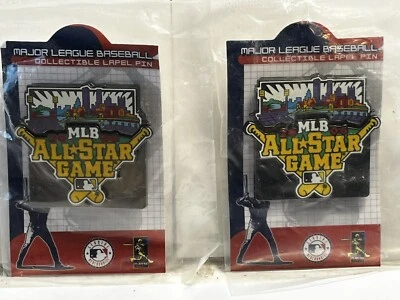 MAJOR LEAGUE BASEBALL
COLLECTIBLE LAPEL PIN
MLB
ALL★STAR
GAME
MAJOR LEAGUE BASEBALL
COLLECTIBLE LAPEL PIN
MLB
ALL★STAR
GAME